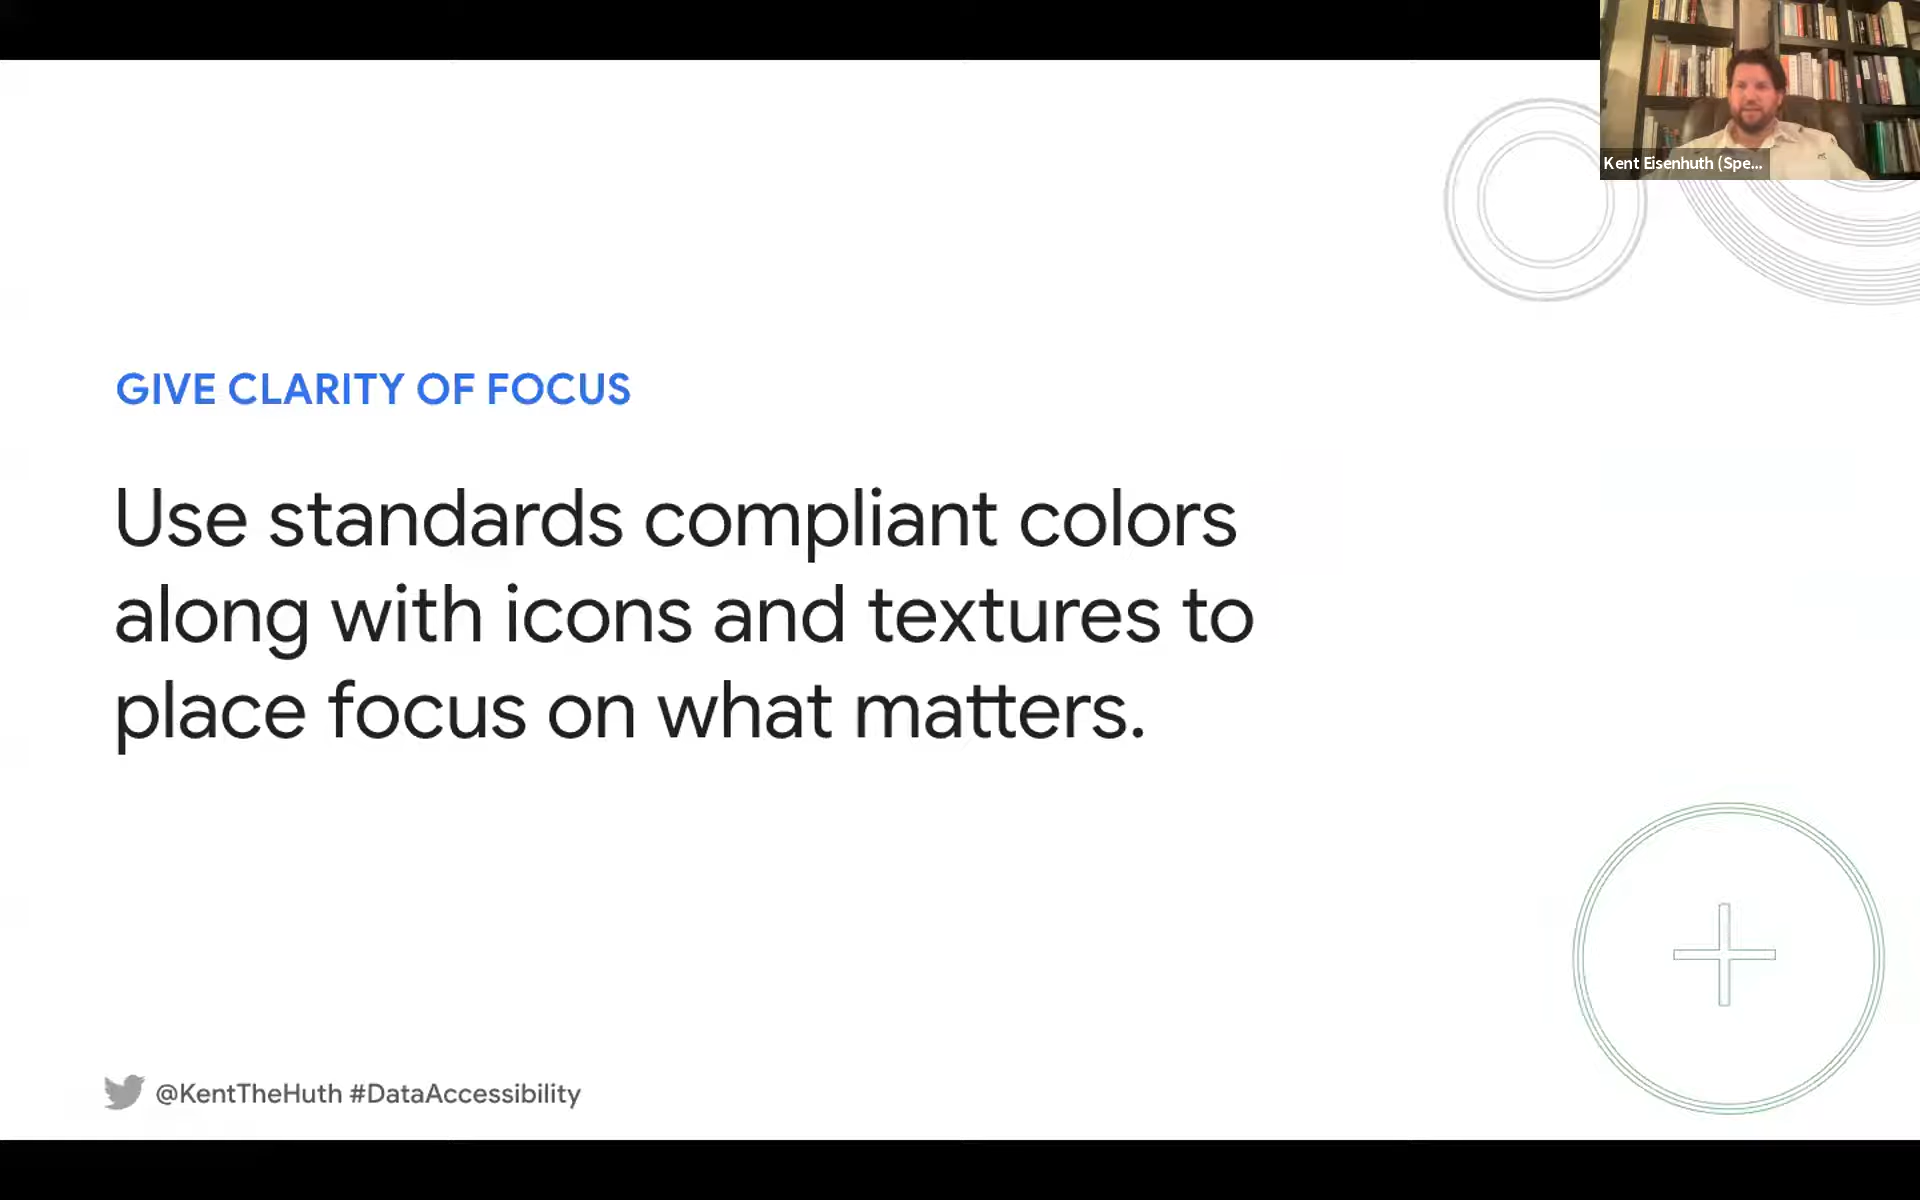 Kent Eisenhuth (Spe...
GIVE CLARITY OF FOCUS
Use standards compliant colors
along with icons and textures to
place focus on what matters.
@KentTheHuth #DataAccessibility